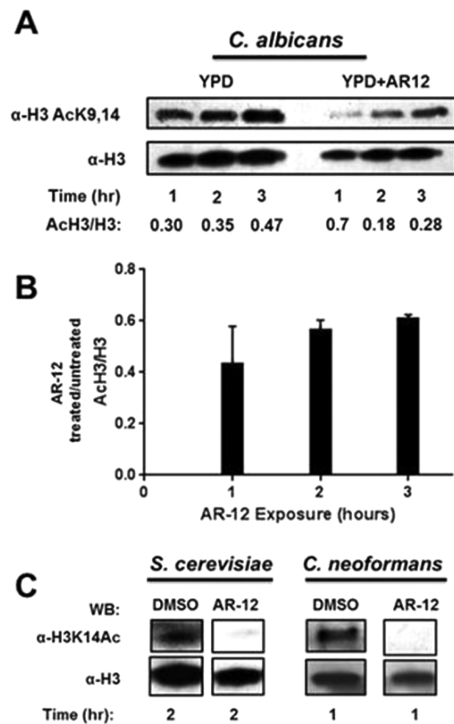 A
C. albicans
YPD YPD+AR12
α-H3 AcK9,14
α-H3
Time (hr) 1 2 3 1 2 3
AcH3/H3: 0.30 0.35 0.47 0.7 0.18 0.28
B
AR-12
treated/untreated
AcH3/H3
0.8
0.6
0.4
0.2
0.0
0 1 2 3
AR-12 Exposure (hours)
C
S. cerevisiae C. neoformans
WB: DMSO AR-12 DMSO AR-12
α-H3K14Ac
α-H3
Time (hr): 2 2 1 1